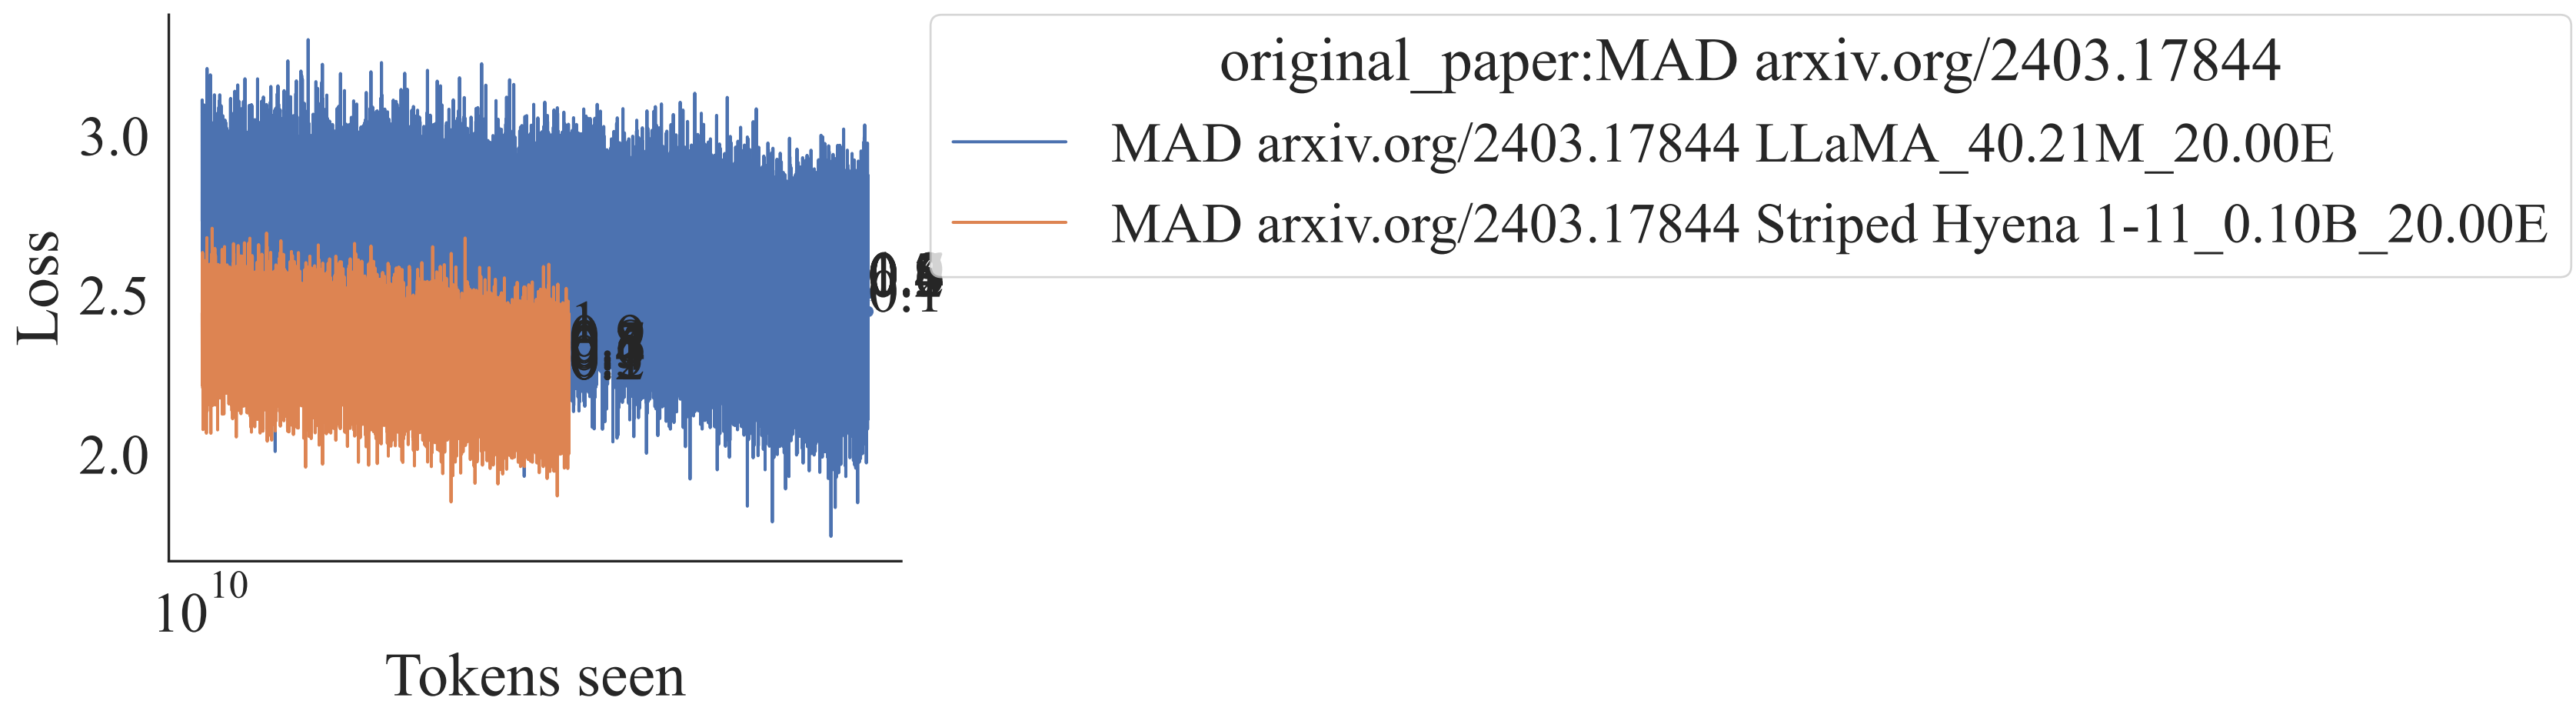 original_paper:MAD arxiv.org/2403.17844
MAD arxiv.org/2403.17844 LLaMA_40.21M_20.00E
MAD arxiv.org/2403.17844 Striped Hyena 1-11_0.10B_20.00E
3.0
2.5
2.0
Loss
10^10
Tokens seen